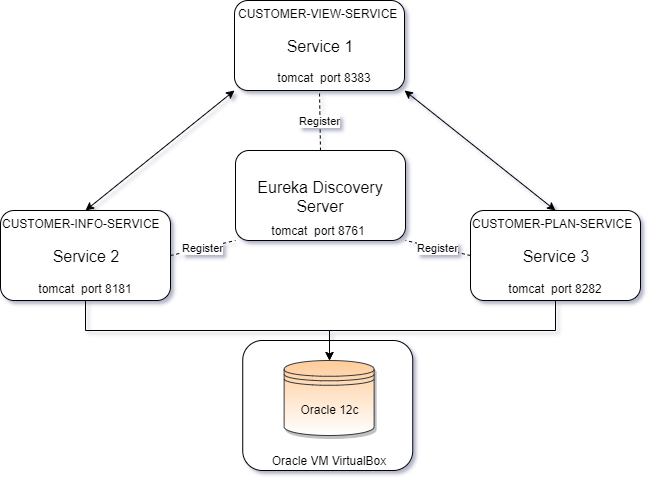 CUSTOMER-VIEW-SERVICE
Service 1
tomcat port 8383
Register
Eureka Discovery
Server
tomcat port 8761
CUSTOMER-INFO-SERVICE
Service 2
tomcat port 8181
Register
Register
CUSTOMER-PLAN-SERVICE
Service 3
tomcat port 8282
Oracle 12c
Oracle VM VirtualBox